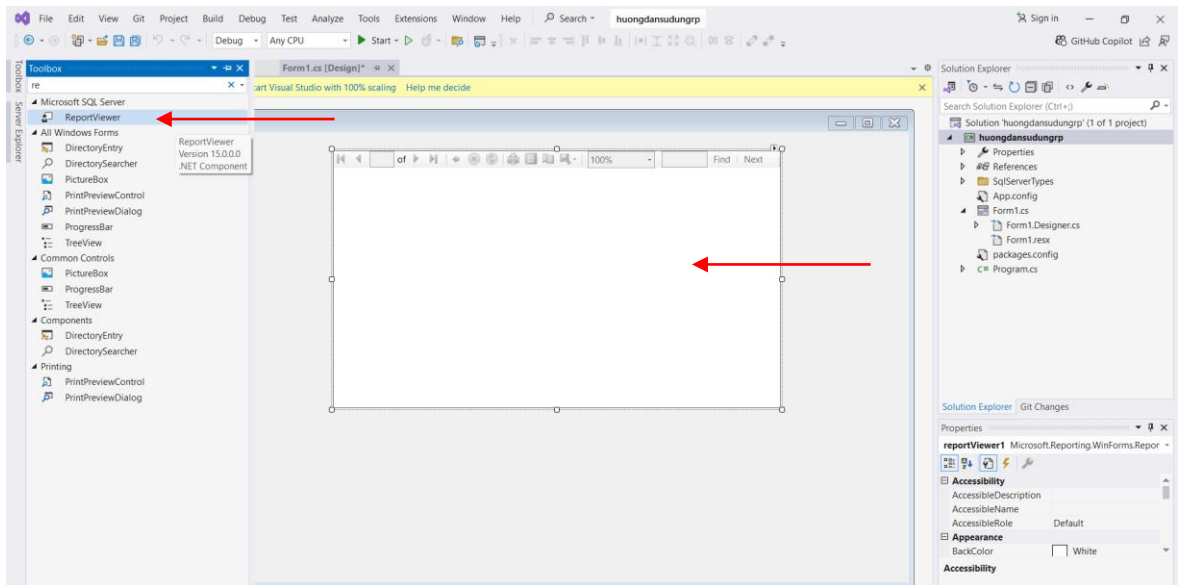 File Edit View Git Project Build Debug Test Analyze Tools Extensions Window Help Search huongdansudungrp Sign in
Debug Any CPU Start GitHub Copilot
Toolbox
Server Explorer
Toolbox
re
Microsoft SQL Server
ReportViewer
All Windows Forms
DirectoryEntry
DirectorySearcher
PictureBox
PrintPreviewControl
PrintPreviewDialog
ProgressBar
TreeView
Common Controls
PictureBox
ProgressBar
TreeView
Components
DirectoryEntry
DirectorySearcher
Printing
PrintPreviewControl
PrintPreviewDialog
ReportViewer
Version 15.0.0.0
.NET Component
Form1.cs [Design]*
Visual Studio with 100% scaling Help me decide
of 100% Find Next
Solution Explorer
Search Solution Explorer (Ctrl+;)
Solution 'huongdansudungrp' (1 of 1 project)
huongdansudungrp
Properties
References
SqlServerTypes
App.config
Form1.cs
Form1.Designer.cs
Form1.resx
packages.config
C# Program.cs
Solution Explorer Git Changes
Properties
reportViewer1 Microsoft.Reporting.WinForms.Repor
Accessibility
AccessibleDescription
AccessibleName
AccessibleRole Default
Appearance
BackColor White
Accessibility